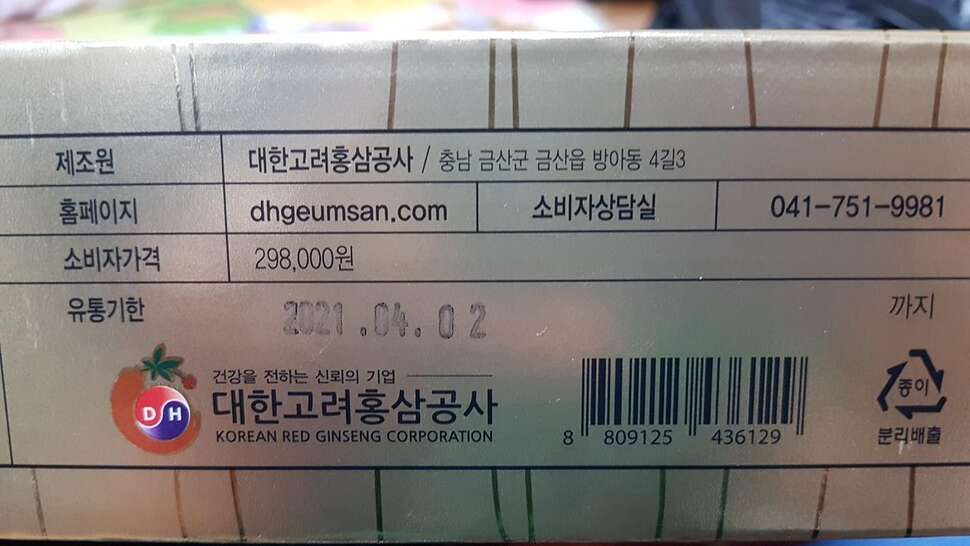 제조원 대한고려홍삼공사 / 충남 금산군 금산읍 방아동 4길3
홈페이지 dhgeumsan.com 소비자상담실 041-751-9981
소비자가격 298,000원
유통기한 2021.04.02 까지
건강을 전하는 신뢰의 기업
DH 대한고려홍삼공사
KOREAN RED GINSENG CORPORATION
8 809125 436129
종이
분리배출